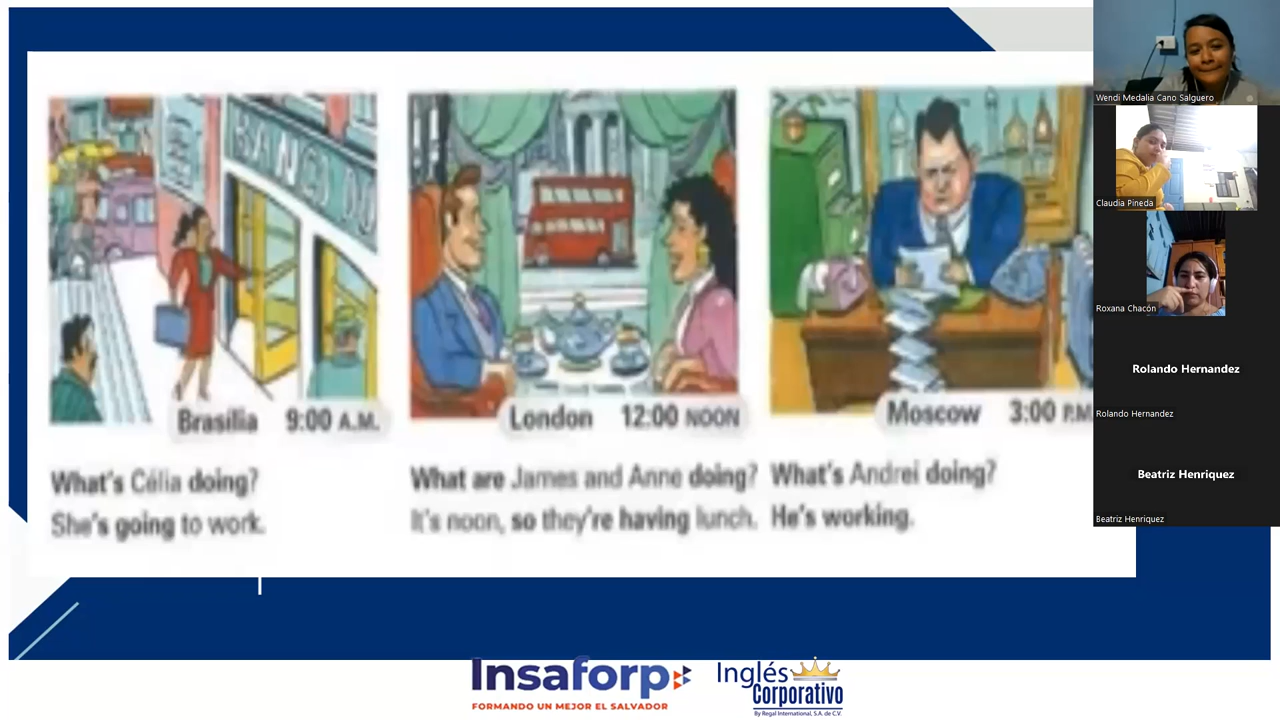 BANCO DO
Brasília 9:00 A.M.
London 12:00 NOON
Moscow 3:00 P.M.
What's Célia doing?
She's going to work.
What are James and Anne doing?
It's noon, so they're having lunch.
What's Andrei doing?
He's working.
Insaforp
FORMANDO UN MEJOR EL SALVADOR
Inglés
Corporativo
By Regal International, S.A. de C.V.
Wendi Medalia Cano Salguero
Claudia Pineda
Roxana Chacón
Rolando Hernandez
Rolando Hernandez
Beatriz Henriquez
Beatriz Henriquez